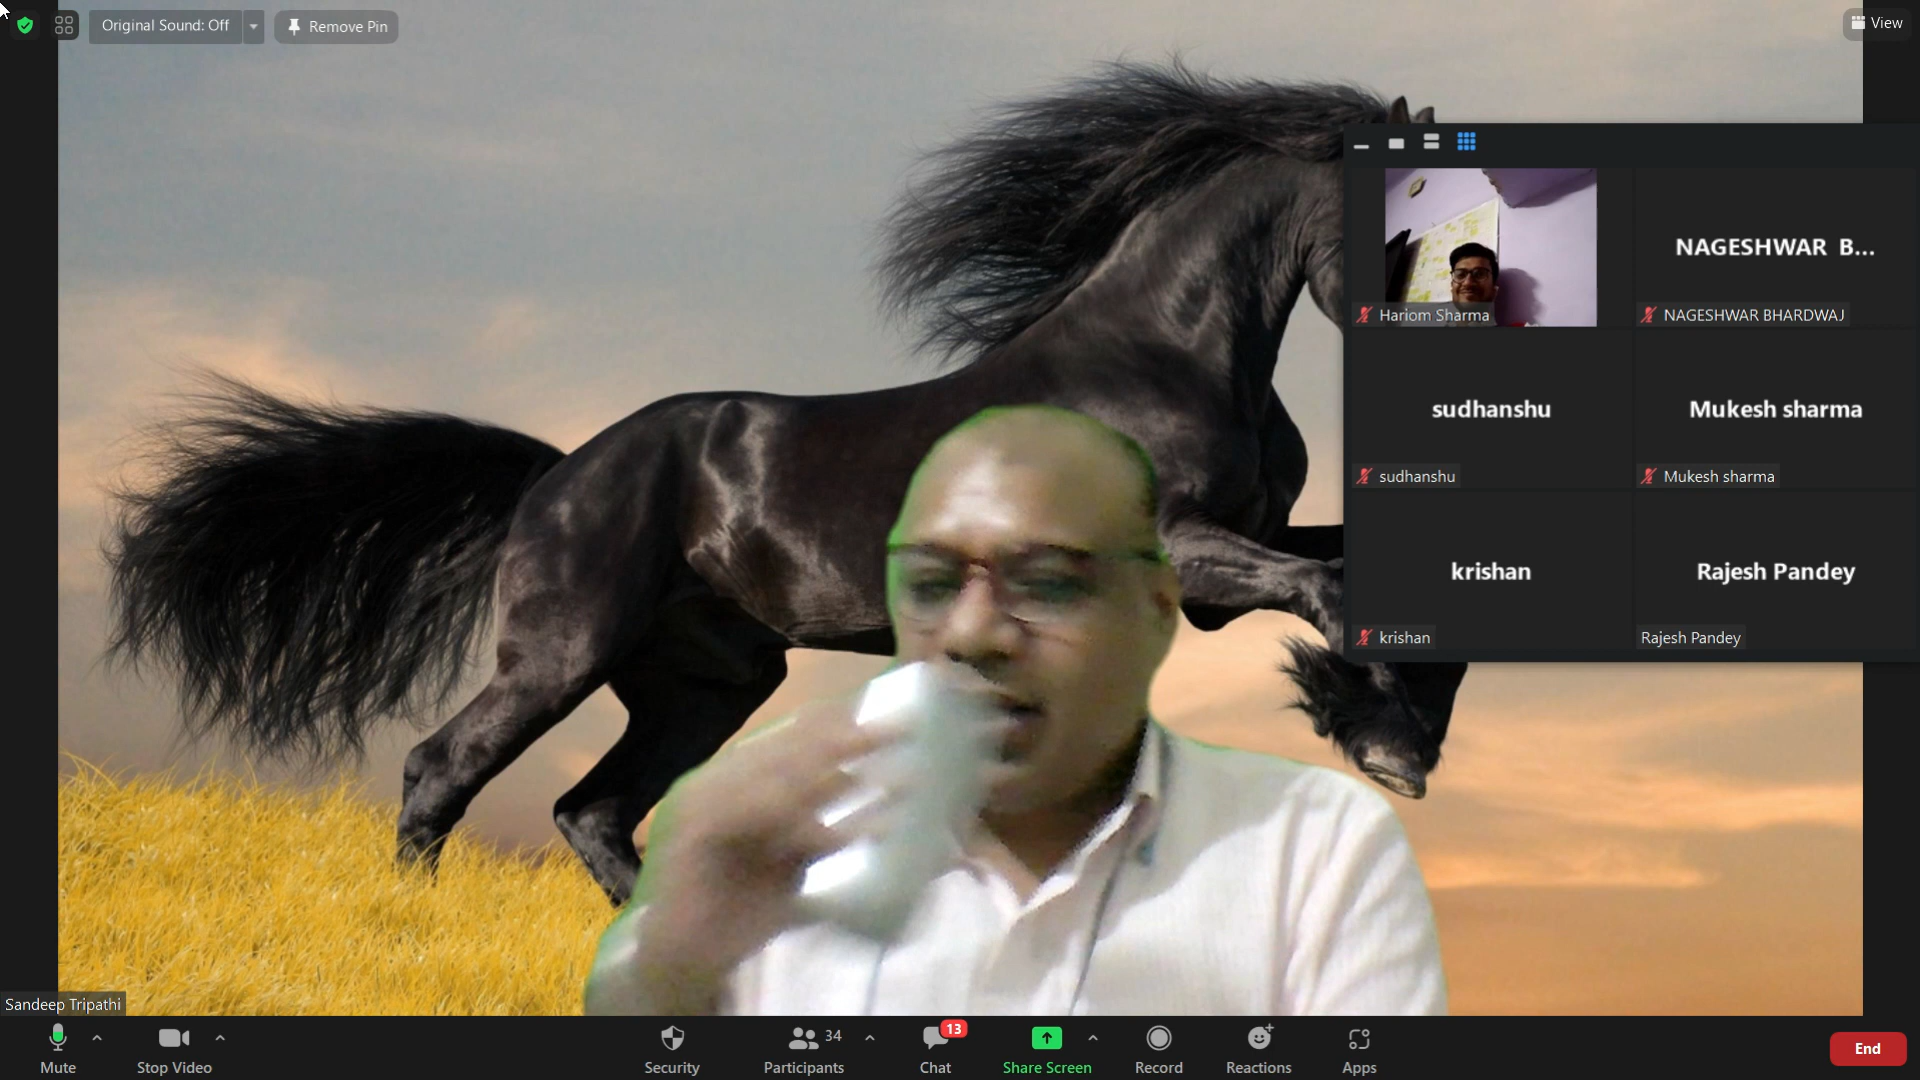 Original Sound: Off
Remove Pin
View
NAGESHWAR B...
Hariom Sharma
NAGESHWAR BHARDWAJ
sudhanshu
Mukesh sharma
sudhanshu
Mukesh sharma
krishan
Rajesh Pandey
krishan
Rajesh Pandey
Sandeep Tripathi
34
13
End
Mute
Stop Video
Security
Participants
Chat
Share Screen
Record
Reactions
Apps